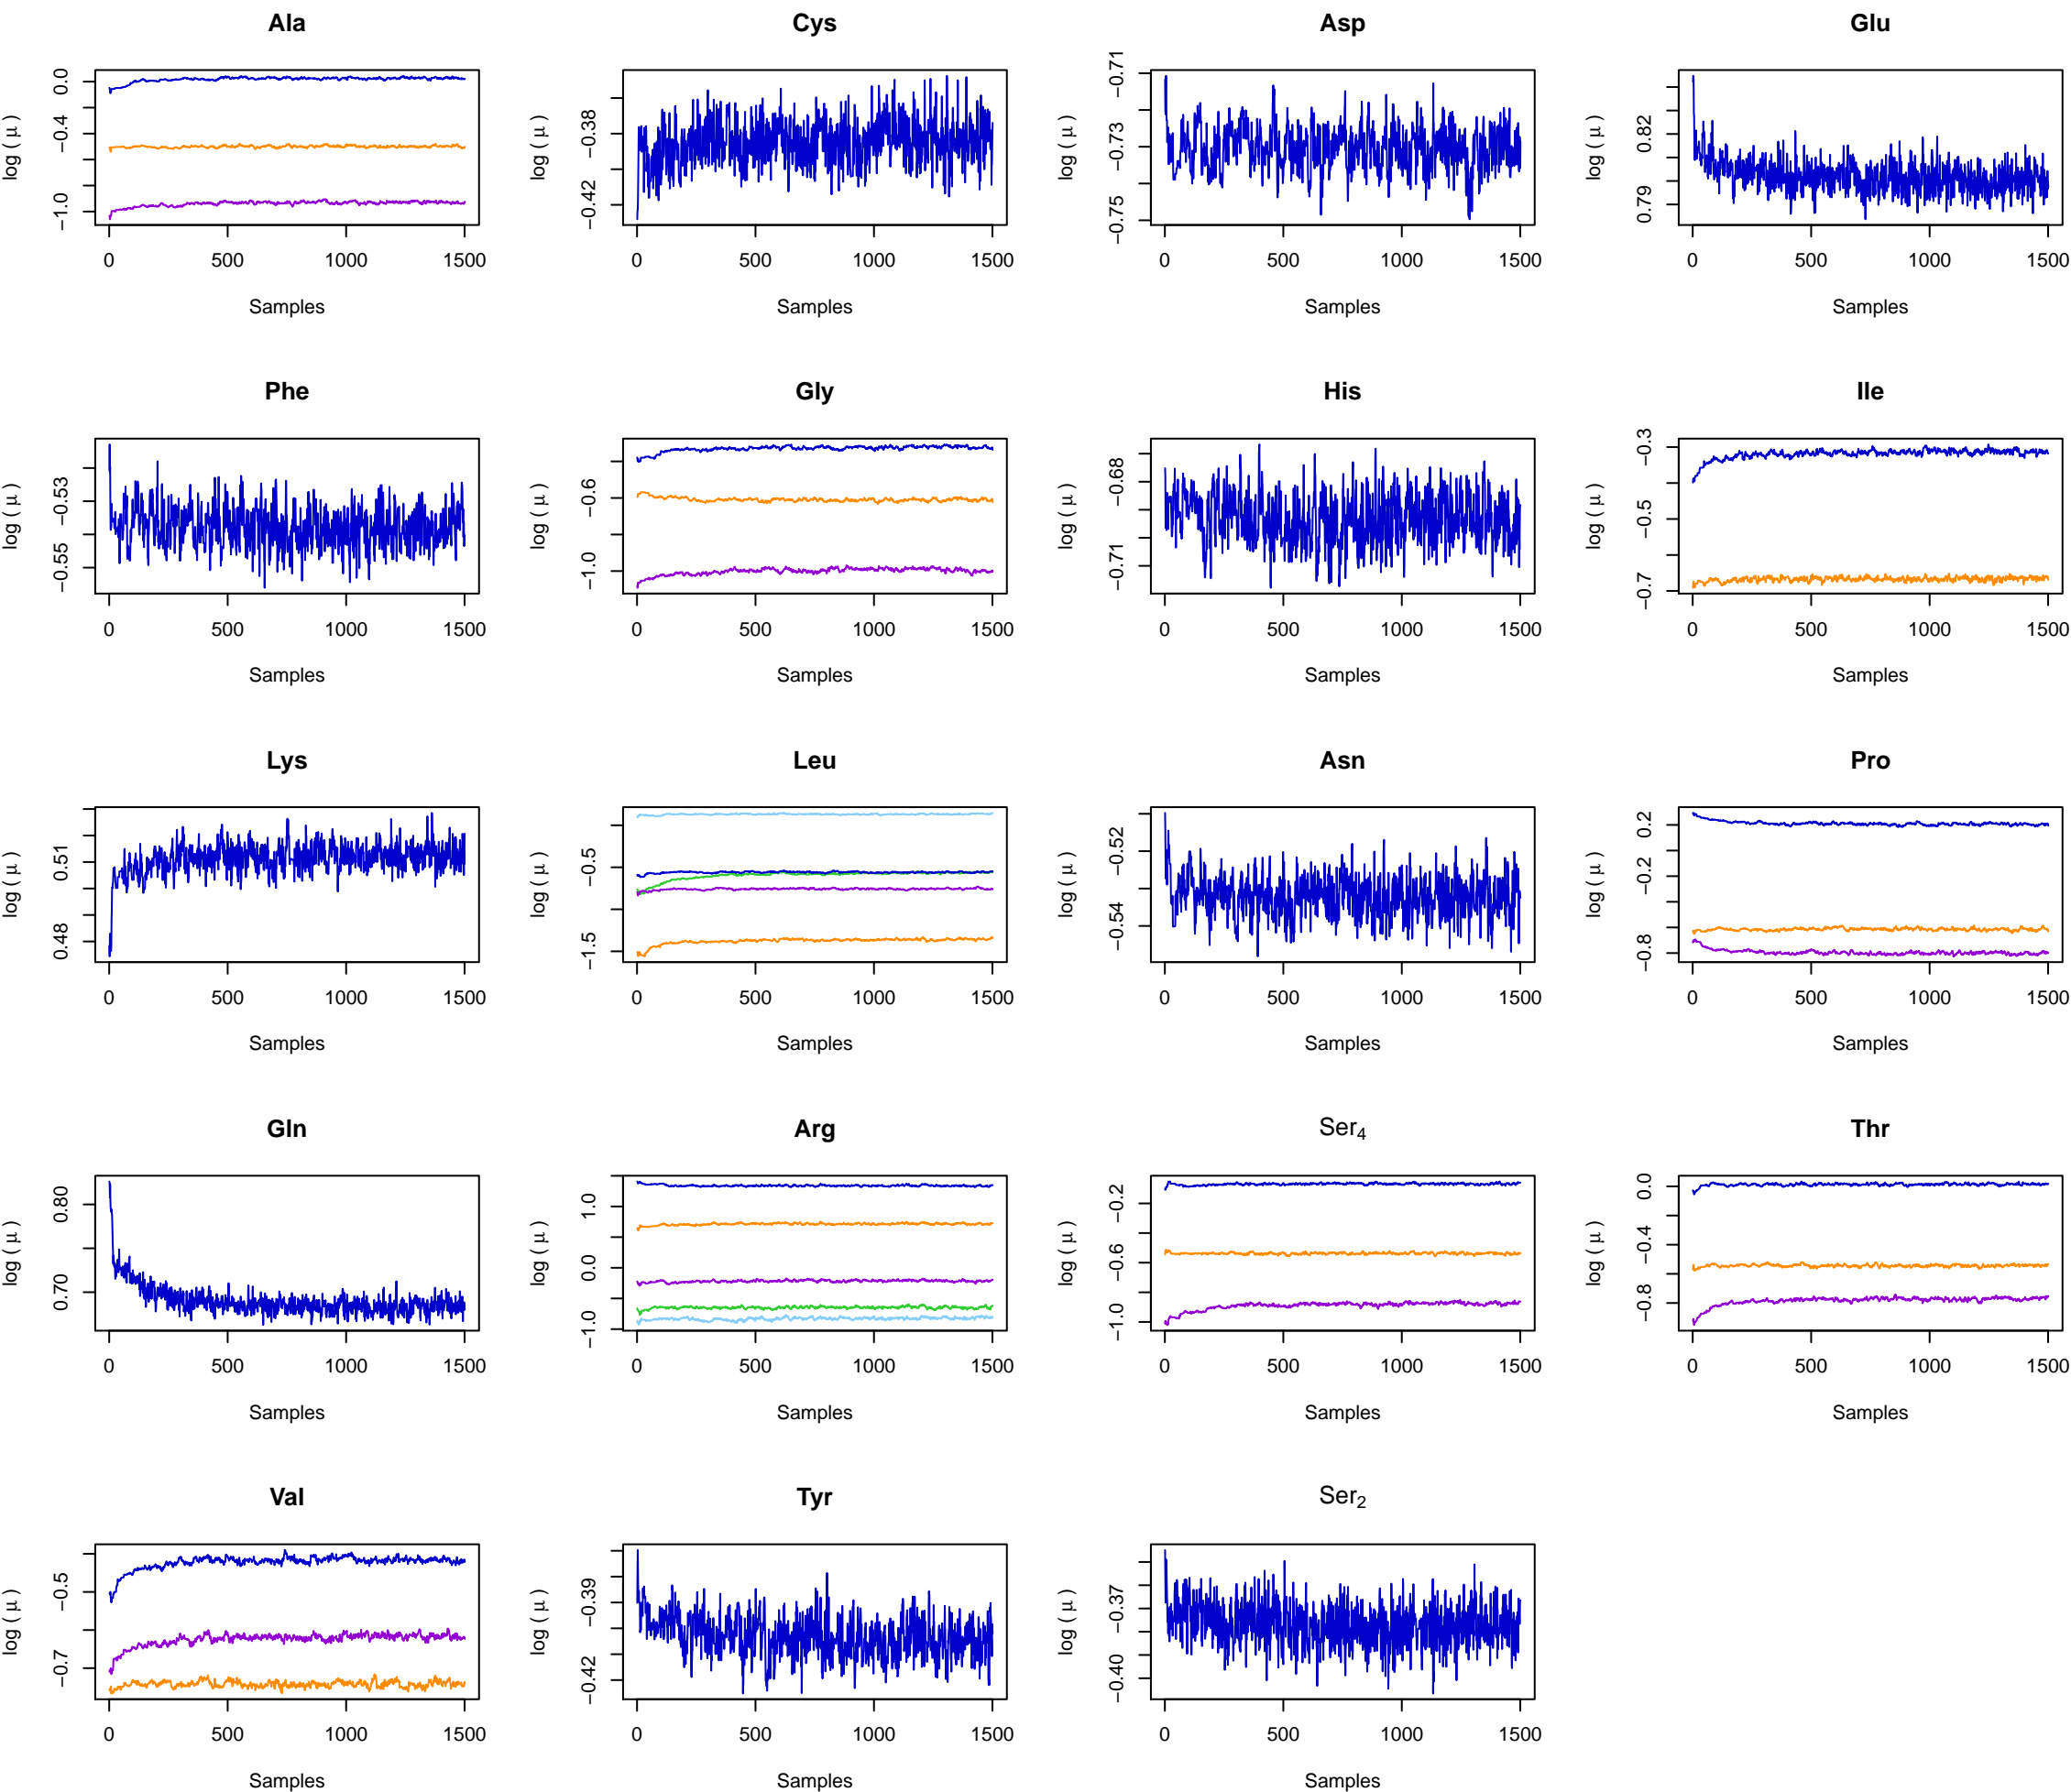 Ala
log ( μ )
0.0
−0.4
−1.0
0 500 1000 1500
Samples
Cys
log ( μ )
−0.38
−0.42
0 500 1000 1500
Samples
Asp
log ( μ )
−0.71
−0.73
−0.75
0 500 1000 1500
Samples
Glu
log ( μ )
0.82
0.79
0 500 1000 1500
Samples
Phe
log ( μ )
−0.53
−0.55
0 500 1000 1500
Samples
Gly
log ( μ )
−0.6
−1.0
0 500 1000 1500
Samples
His
log ( μ )
−0.68
−0.71
0 500 1000 1500
Samples
Ile
log ( μ )
−0.3
−0.5
−0.7
0 500 1000 1500
Samples
Lys
log ( μ )
0.51
0.48
0 500 1000 1500
Samples
Leu
log ( μ )
−0.5
−1.5
0 500 1000 1500
Samples
Asn
log ( μ )
−0.52
−0.54
0 500 1000 1500
Samples
Pro
log ( μ )
0.2
−0.2
−0.8
0 500 1000 1500
Samples
Gln
log ( μ )
0.80
0.70
0 500 1000 1500
Samples
Arg
log ( μ )
1.0
0.0
−1.0
0 500 1000 1500
Samples
Ser₄
log ( μ )
−0.2
−0.6
−1.0
0 500 1000 1500
Samples
Thr
log ( μ )
0.0
−0.4
−0.8
0 500 1000 1500
Samples
Val
log ( μ )
−0.5
−0.7
0 500 1000 1500
Samples
Tyr
log ( μ )
−0.39
−0.42
0 500 1000 1500
Samples
Ser₂
log ( μ )
−0.37
−0.40
0 500 1000 1500
Samples